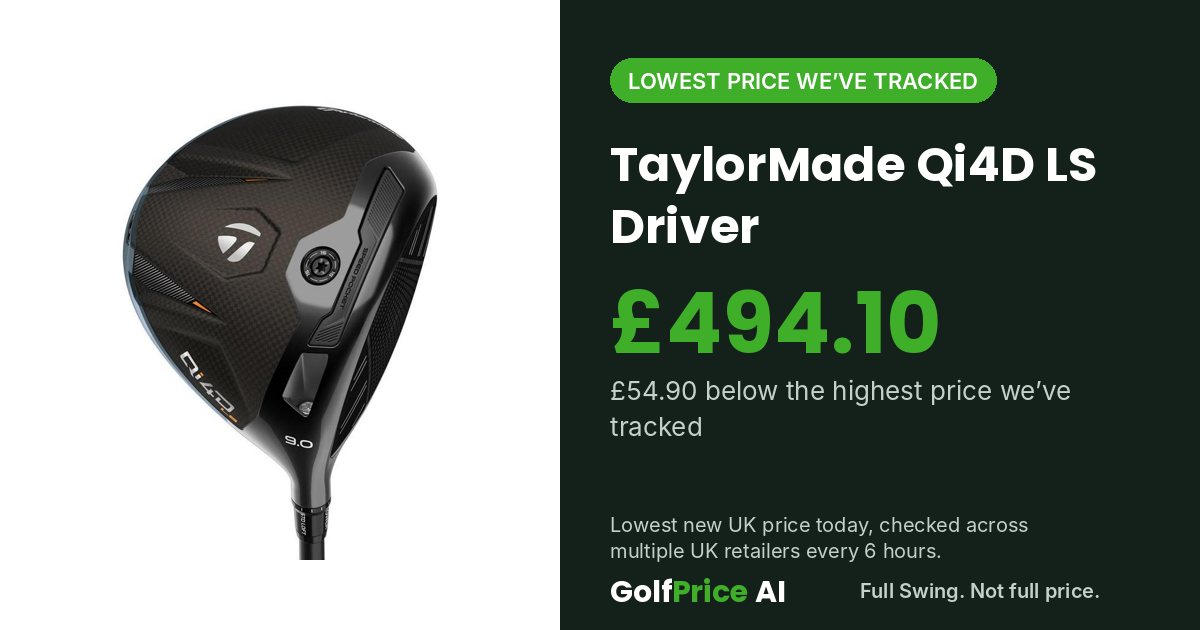 LOWEST PRICE WE’VE TRACKED
TaylorMade Qi4D LS
Driver
£494.10
£54.90 below the highest price we’ve
tracked
Lowest new UK price today, checked across
multiple UK retailers every 6 hours.
GolfPrice AI
Full Swing. Not full price.
SPEED POCKET
Qi4D
9.0